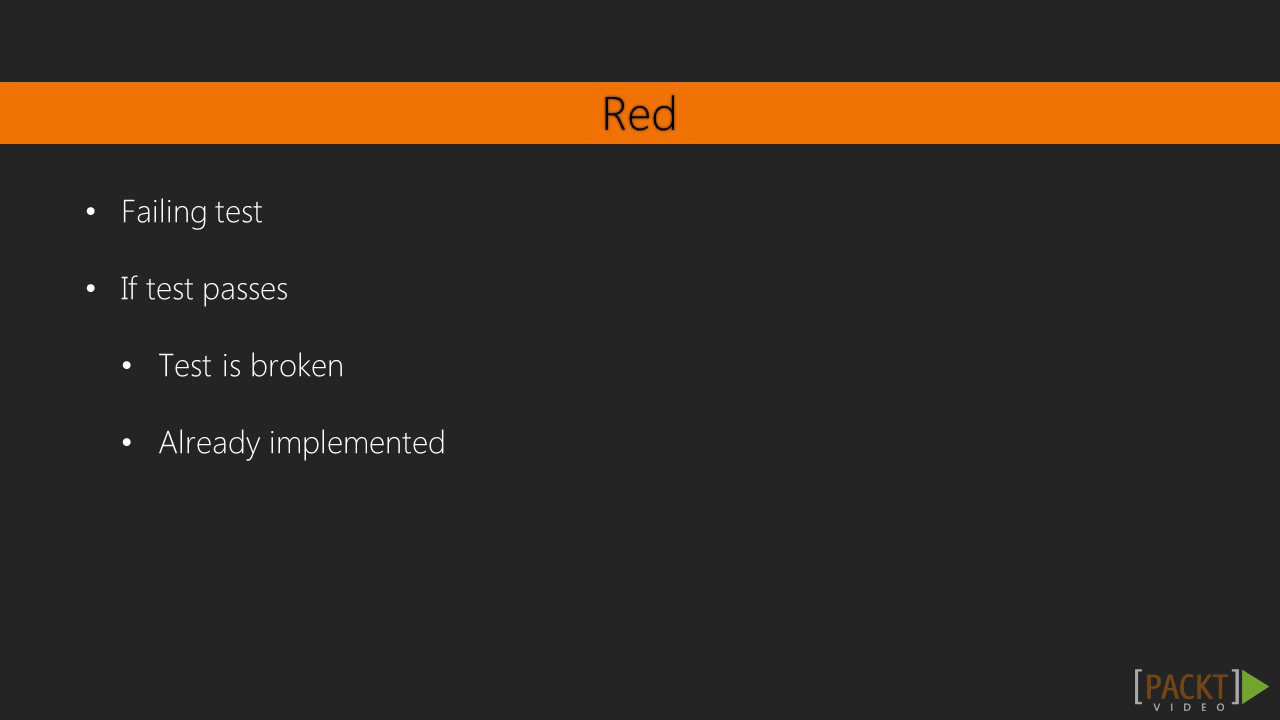 Red
• Failing test
• If test passes
• Test is broken
• Already implemented
[PACKT]
VIDEO